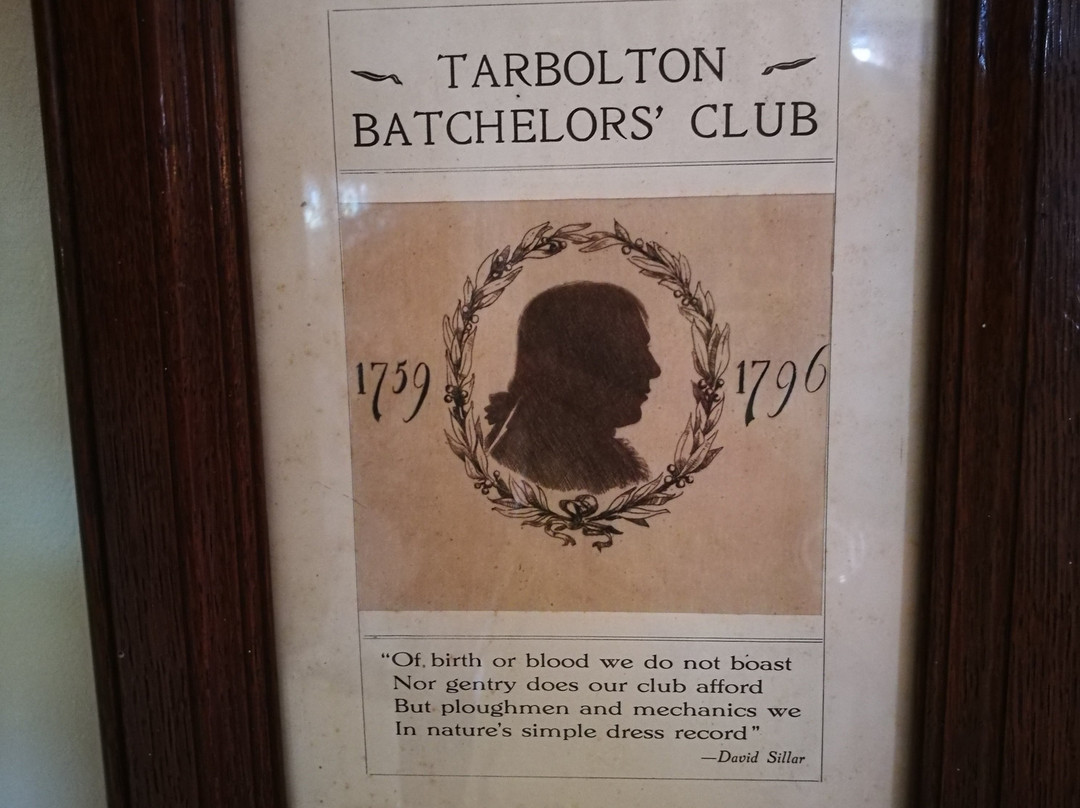 TARBOLTON
BATCHELORS' CLUB
1759 1796
“Of birth or blood we do not boast
Nor gentry does our club afford
But ploughmen and mechanics we
In nature's simple dress record”
—David Sillar